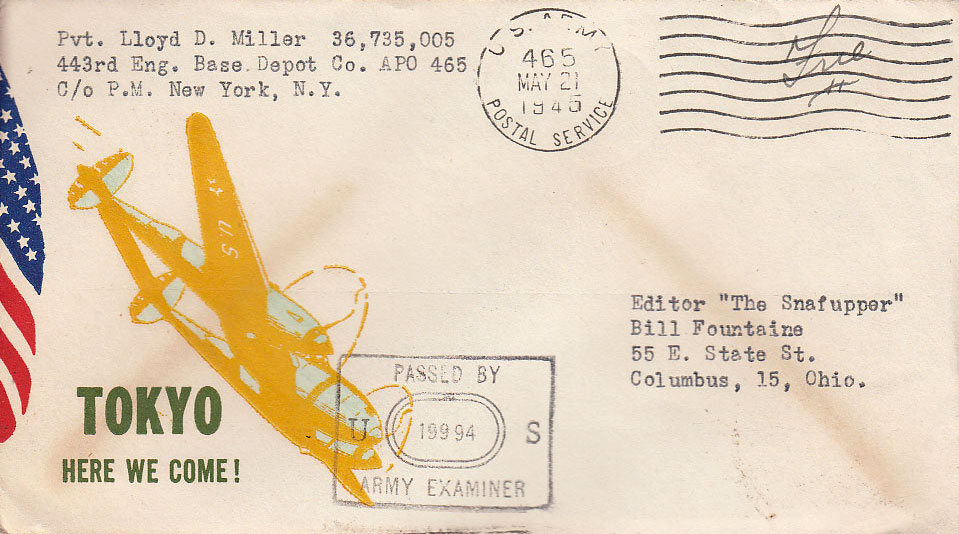 Pvt. Lloyd D. Miller 36,735,005
443rd Eng. Base Depot Co. APO 465
C/o P.M. New York, N.Y.
U.S. ARMY
465
MAY 21
1945
POSTAL SERVICE
Free
US
Editor "The Snafupper"
Bill Fountaine
55 E. State St.
Columbus, 15, Ohio.
PASSED BY
U 19994 S
ARMY EXAMINER
TOKYO
HERE WE COME!